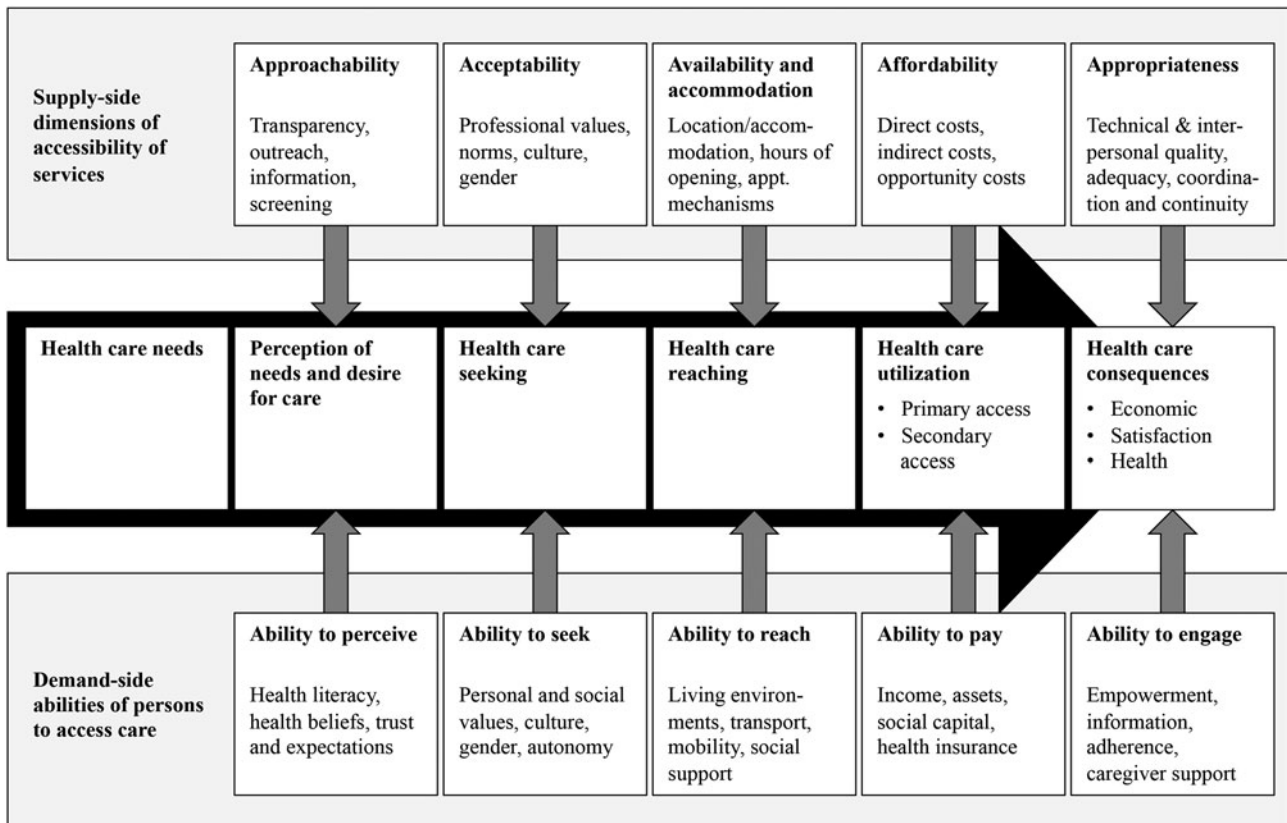 Supply-side
dimensions of
accessibility of
services
Approachability
Transparency,
outreach,
information,
screening
Acceptability
Professional values,
norms, culture,
gender
Availability and
accommodation
Location/accom-
modation, hours of
opening, appt.
mechanisms
Affordability
Direct costs,
indirect costs,
opportunity costs
Appropriateness
Technical & inter-
personal quality,
adequacy, coordina-
tion and continuity
Health care needs
Perception of
needs and desire
for care
Health care
seeking
Health care
reaching
Health care
utilization
• Primary access
• Secondary
access
Health care
consequences
• Economic
• Satisfaction
• Health
Demand-side
abilities of persons
to access care
Ability to perceive
Health literacy,
health beliefs, trust
and expectations
Ability to seek
Personal and social
values, culture,
gender, autonomy
Ability to reach
Living environ-
ments, transport,
mobility, social
support
Ability to pay
Income, assets,
social capital,
health insurance
Ability to engage
Empowerment,
information,
adherence,
caregiver support